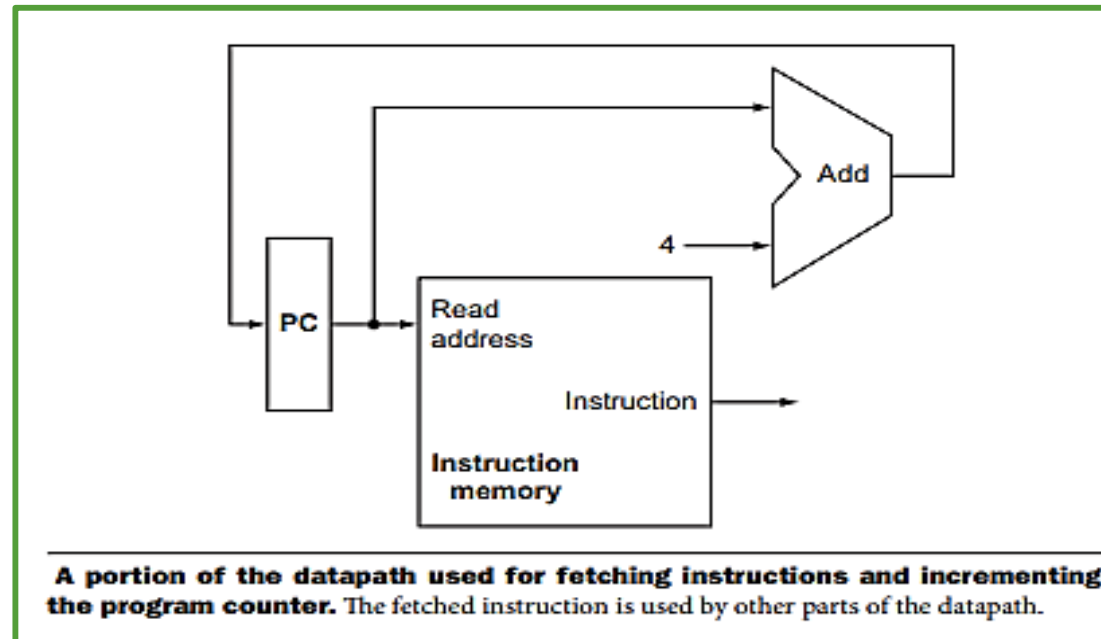 Add
4
PC
Read
address
Instruction
Instruction
memory
A portion of the datapath used for fetching instructions and incrementing
the program counter. The fetched instruction is used by other parts of the datapath.